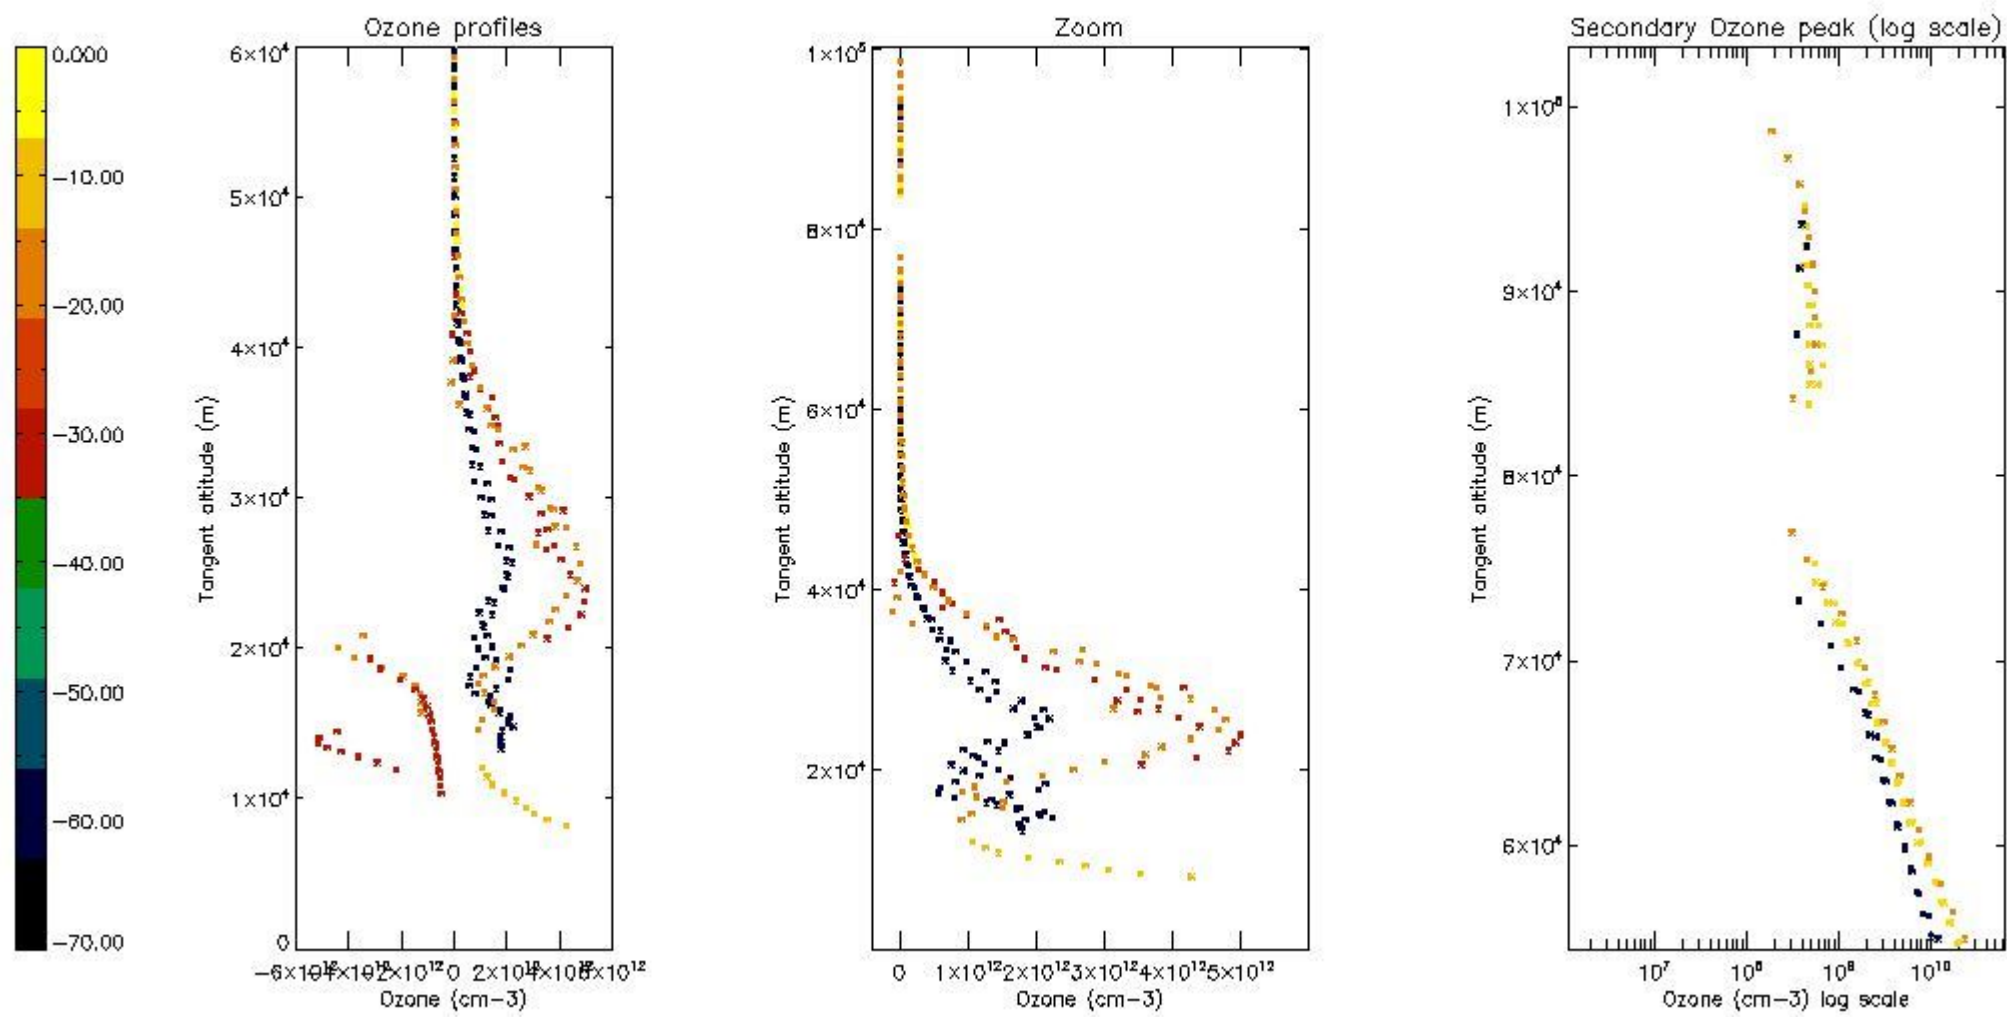 Ozone profiles
Zoom
Secondary Ozone peak (log scale)
0.000
−10.00
−20.00
−30.00
−40.00
−50.00
−60.00
−70.00
6×10⁴
5×10⁴
4×10⁴
3×10⁴
2×10⁴
1×10⁴
0
Tangent altitude (m)
0
Ozone (cm−3)
1×10⁵
8×10⁴
6×10⁴
4×10⁴
2×10⁴
Tangent altitude (m)
0 1×10¹² 2×10¹² 3×10¹² 4×10¹² 5×10¹²
Ozone (cm−3)
9×10⁴
8×10⁴
7×10⁴
6×10⁴
Tangent altitude (m)
10⁷ 10⁸ 10⁹ 10¹⁰
Ozone (cm−3) log scale